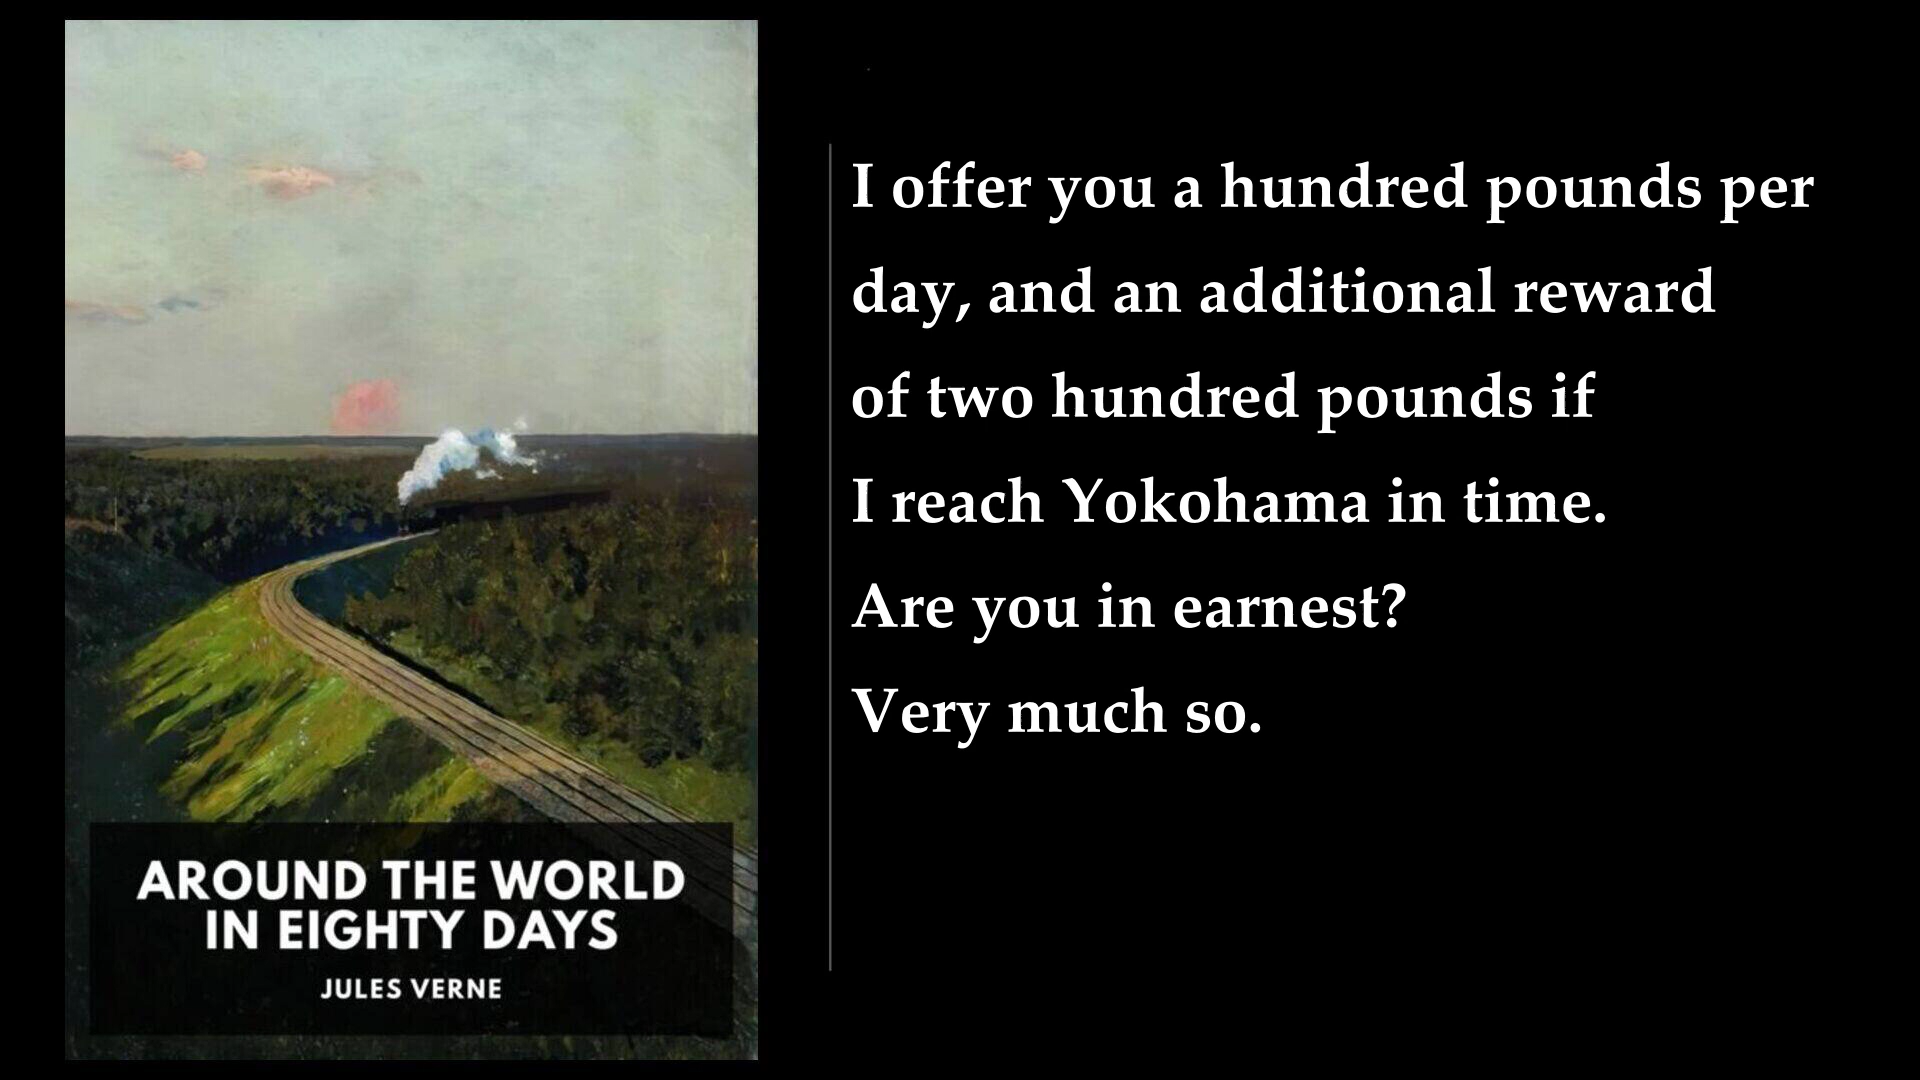 AROUND THE WORLD
IN EIGHTY DAYS
JULES VERNE
I offer you a hundred pounds per
day, and an additional reward
of two hundred pounds if
I reach Yokohama in time.
Are you in earnest?
Very much so.